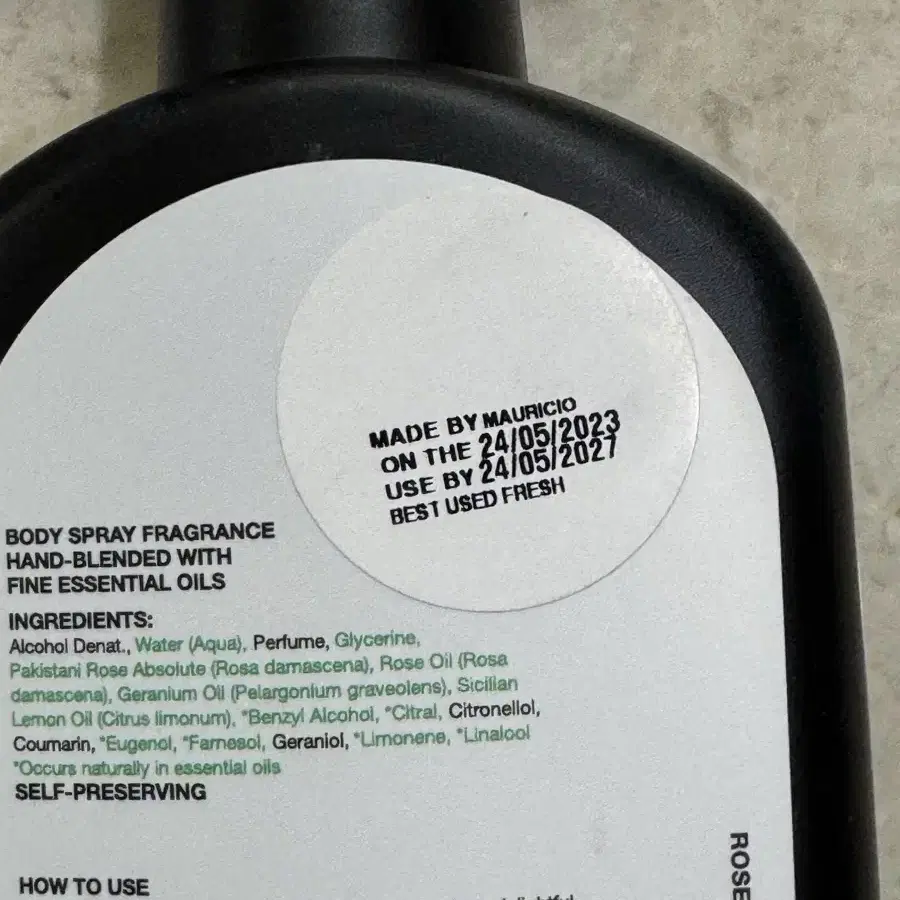 MADE BY MAURICIO
ON THE 24/05/2023
USE BY 24/05/2027
BEST USED FRESH
BODY SPRAY FRAGRANCE
HAND-BLENDED WITH
FINE ESSENTIAL OILS
INGREDIENTS:
Alcohol Denat., Water (Aqua), Perfume, Glycerine,
Pakistani Rose Absolute (Rosa damascena), Rose Oil (Rosa
damascena), Geranium Oil (Pelargonium graveolens), Sicilian
Lemon Oil (Citrus limonum), *Benzyl Alcohol, *Citral, Citronellol,
Coumarin, *Eugenol, *Farnesol, Geraniol, *Limonene, *Linalool
*Occurs naturally in essential oils
SELF-PRESERVING
HOW TO USE
ROSE